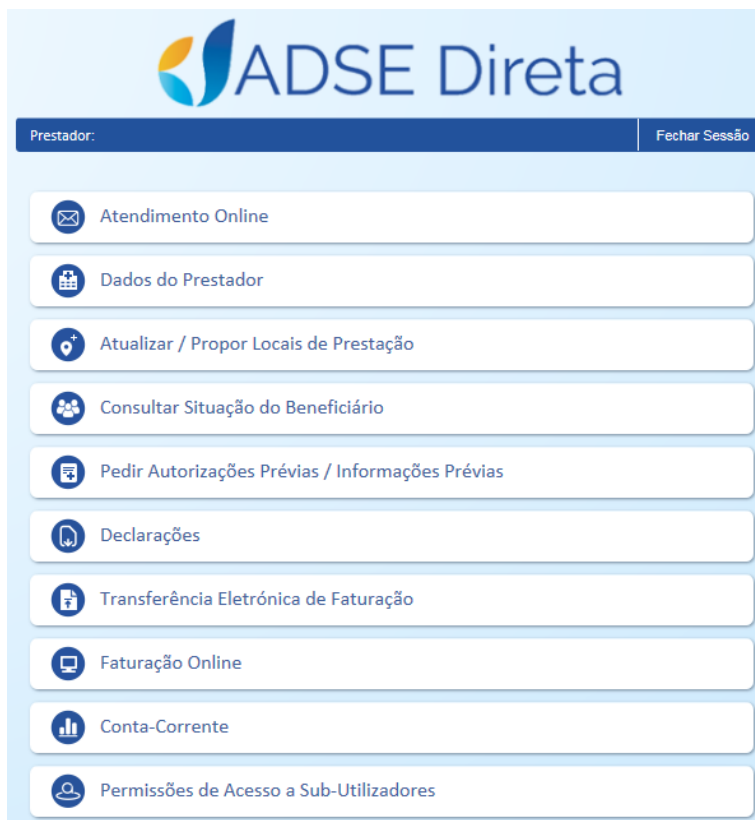 ADSE Direta
Prestador: Fechar Sessão
Atendimento Online
Dados do Prestador
Atualizar / Propor Locais de Prestação
Consultar Situação do Beneficiário
Pedir Autorizações Prévias / Informações Prévias
Declarações
Transferência Eletrónica de Faturação
Faturação Online
Conta-Corrente
Permissões de Acesso a Sub-Utilizadores